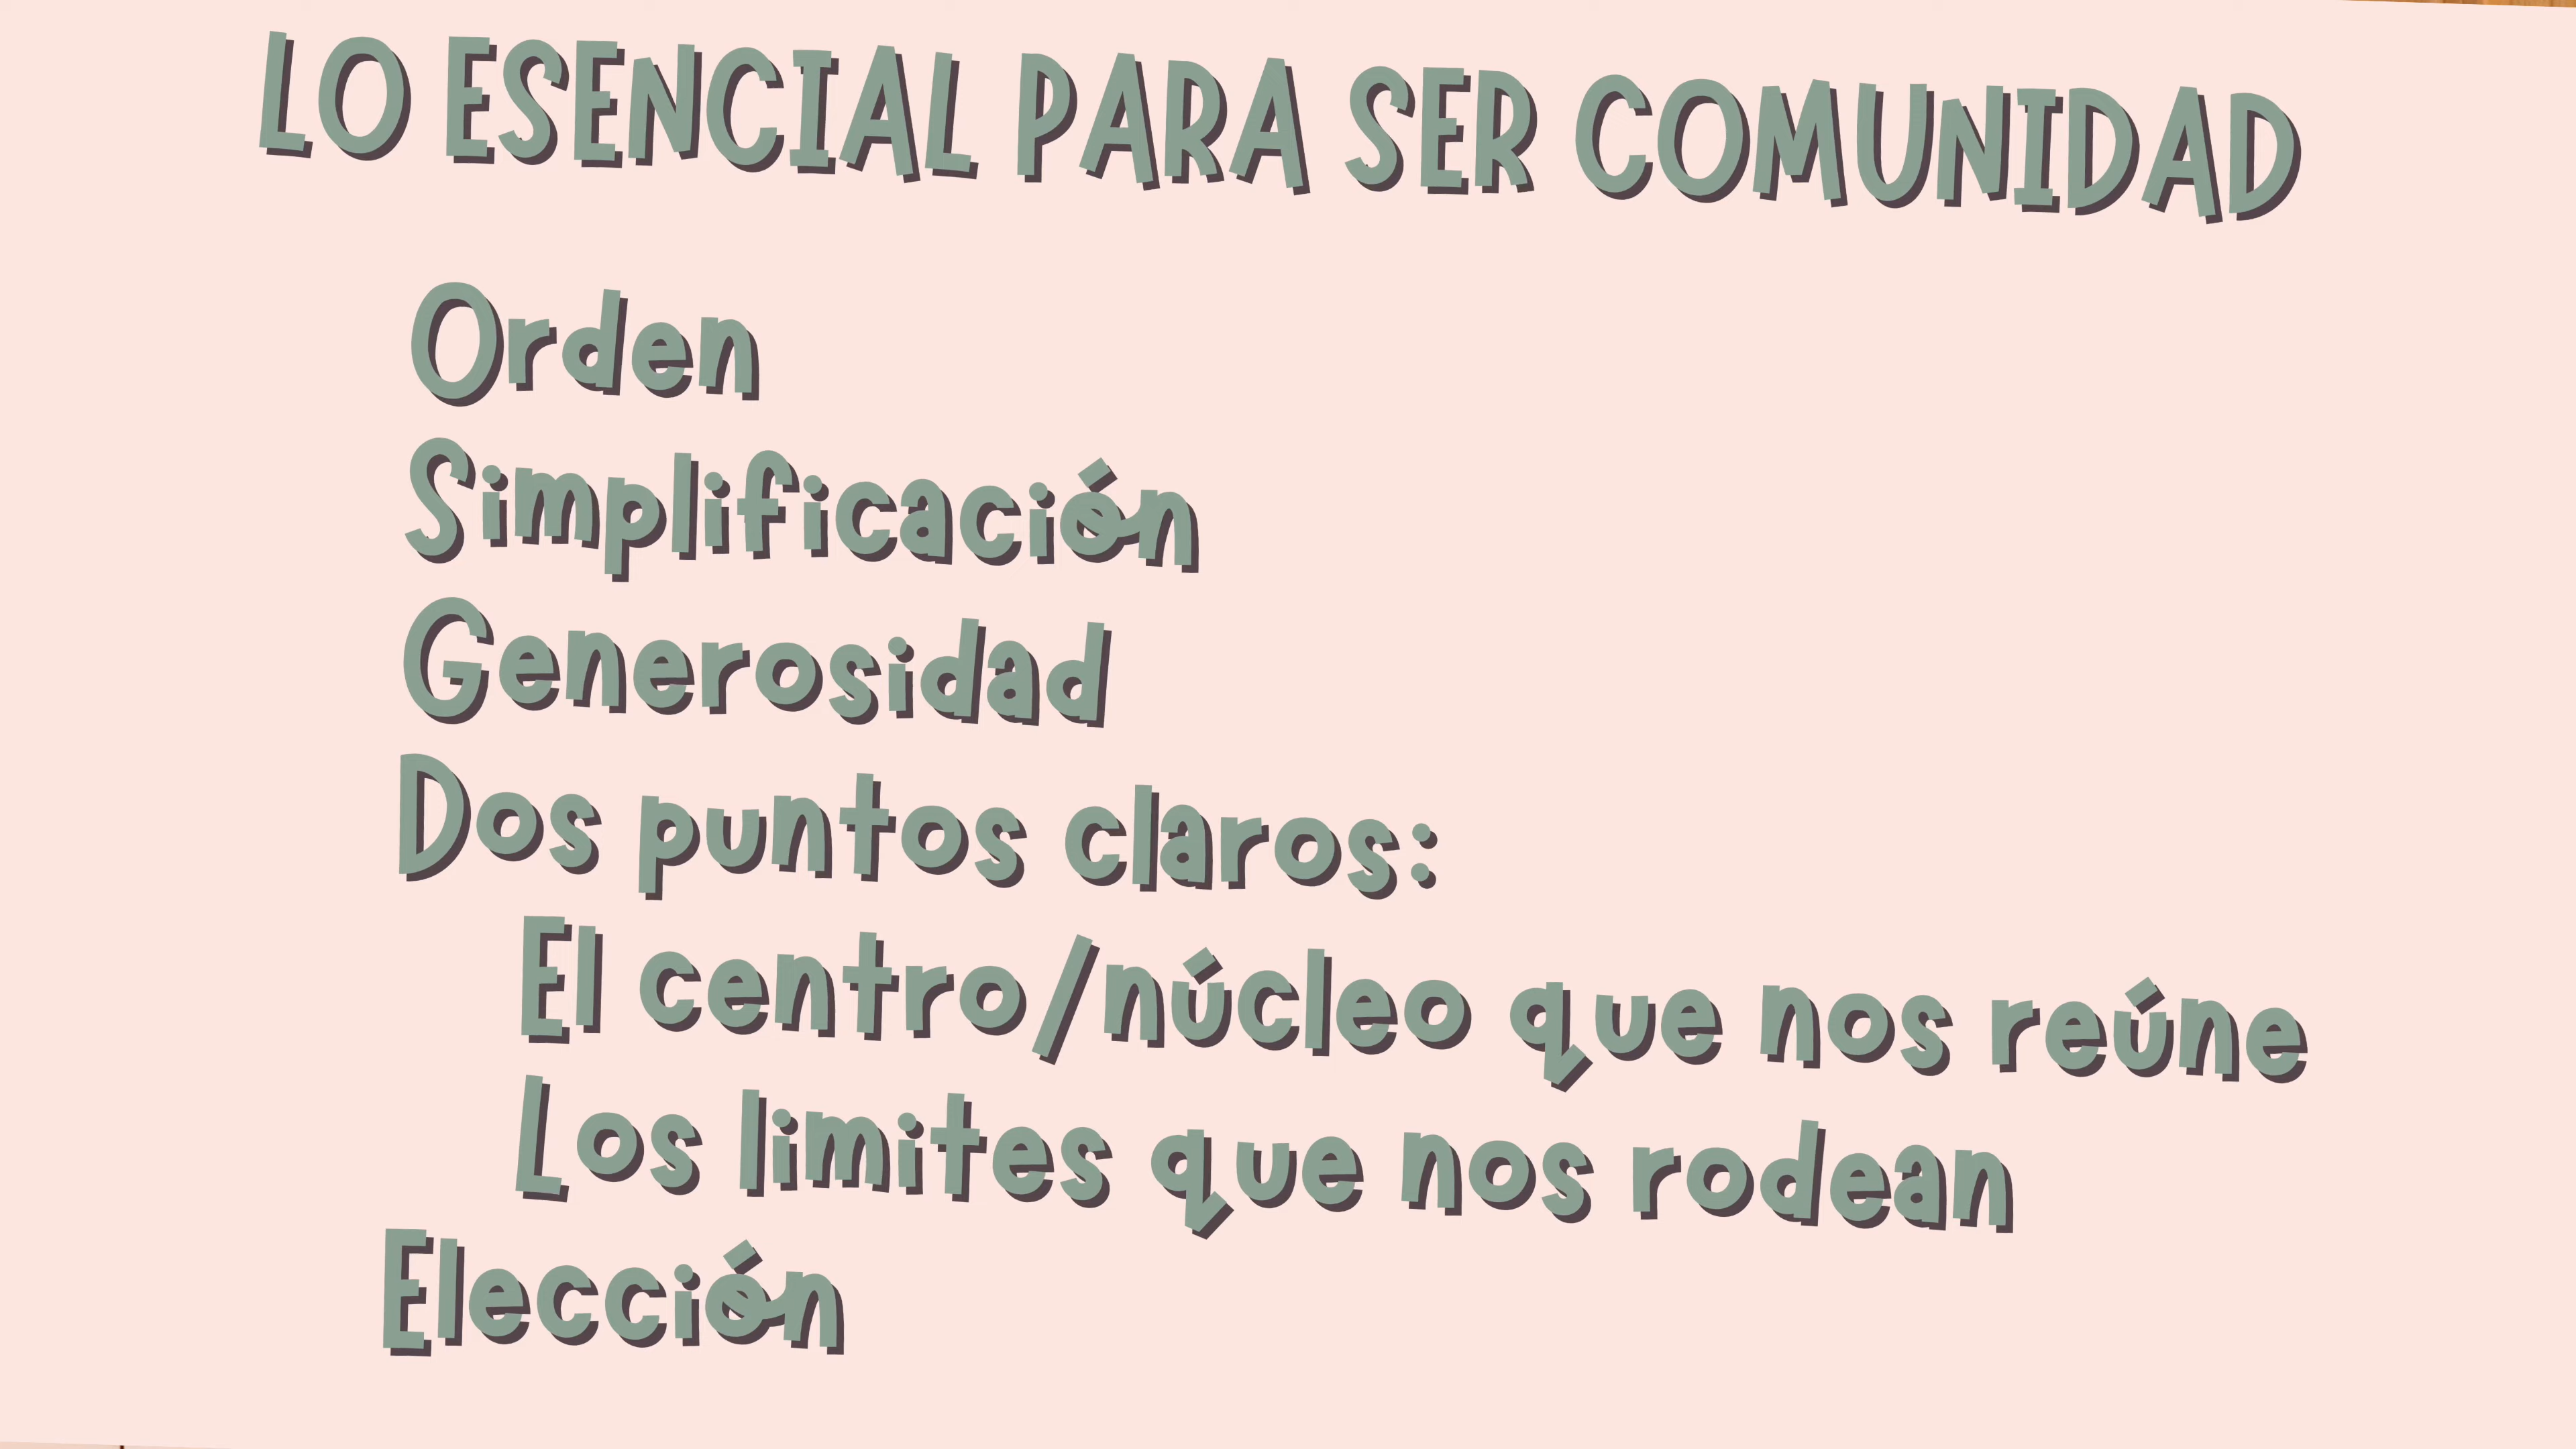 LO ESENCIAL PARA SER COMUNIDAD
Orden
Simplificación
Generosidad
Dos puntos claros:
El centro/núcleo que nos reúne
Los limites que nos rodean
Elección